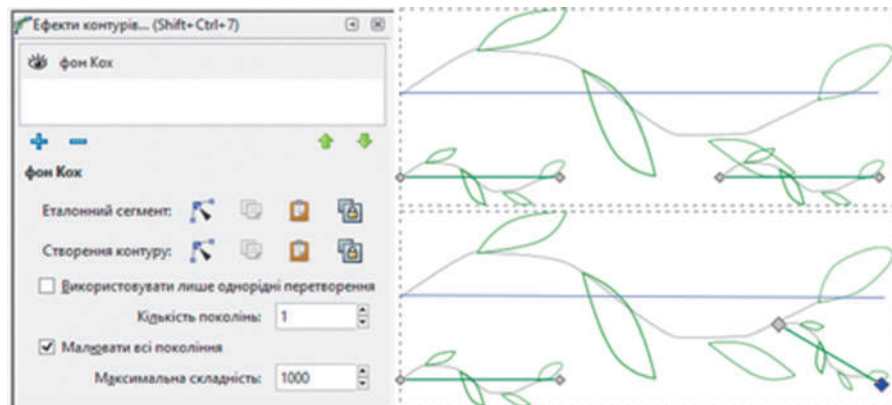 Ефекти контурів... (Shift+Ctrl+7)
фон Кох
фон Кох
Еталонний сегмент:
Створення контуру:
Використовувати лише однорідні перетворення
Кількість поколінь: 1
Малювати всі покоління
Максимальна складність: 1000